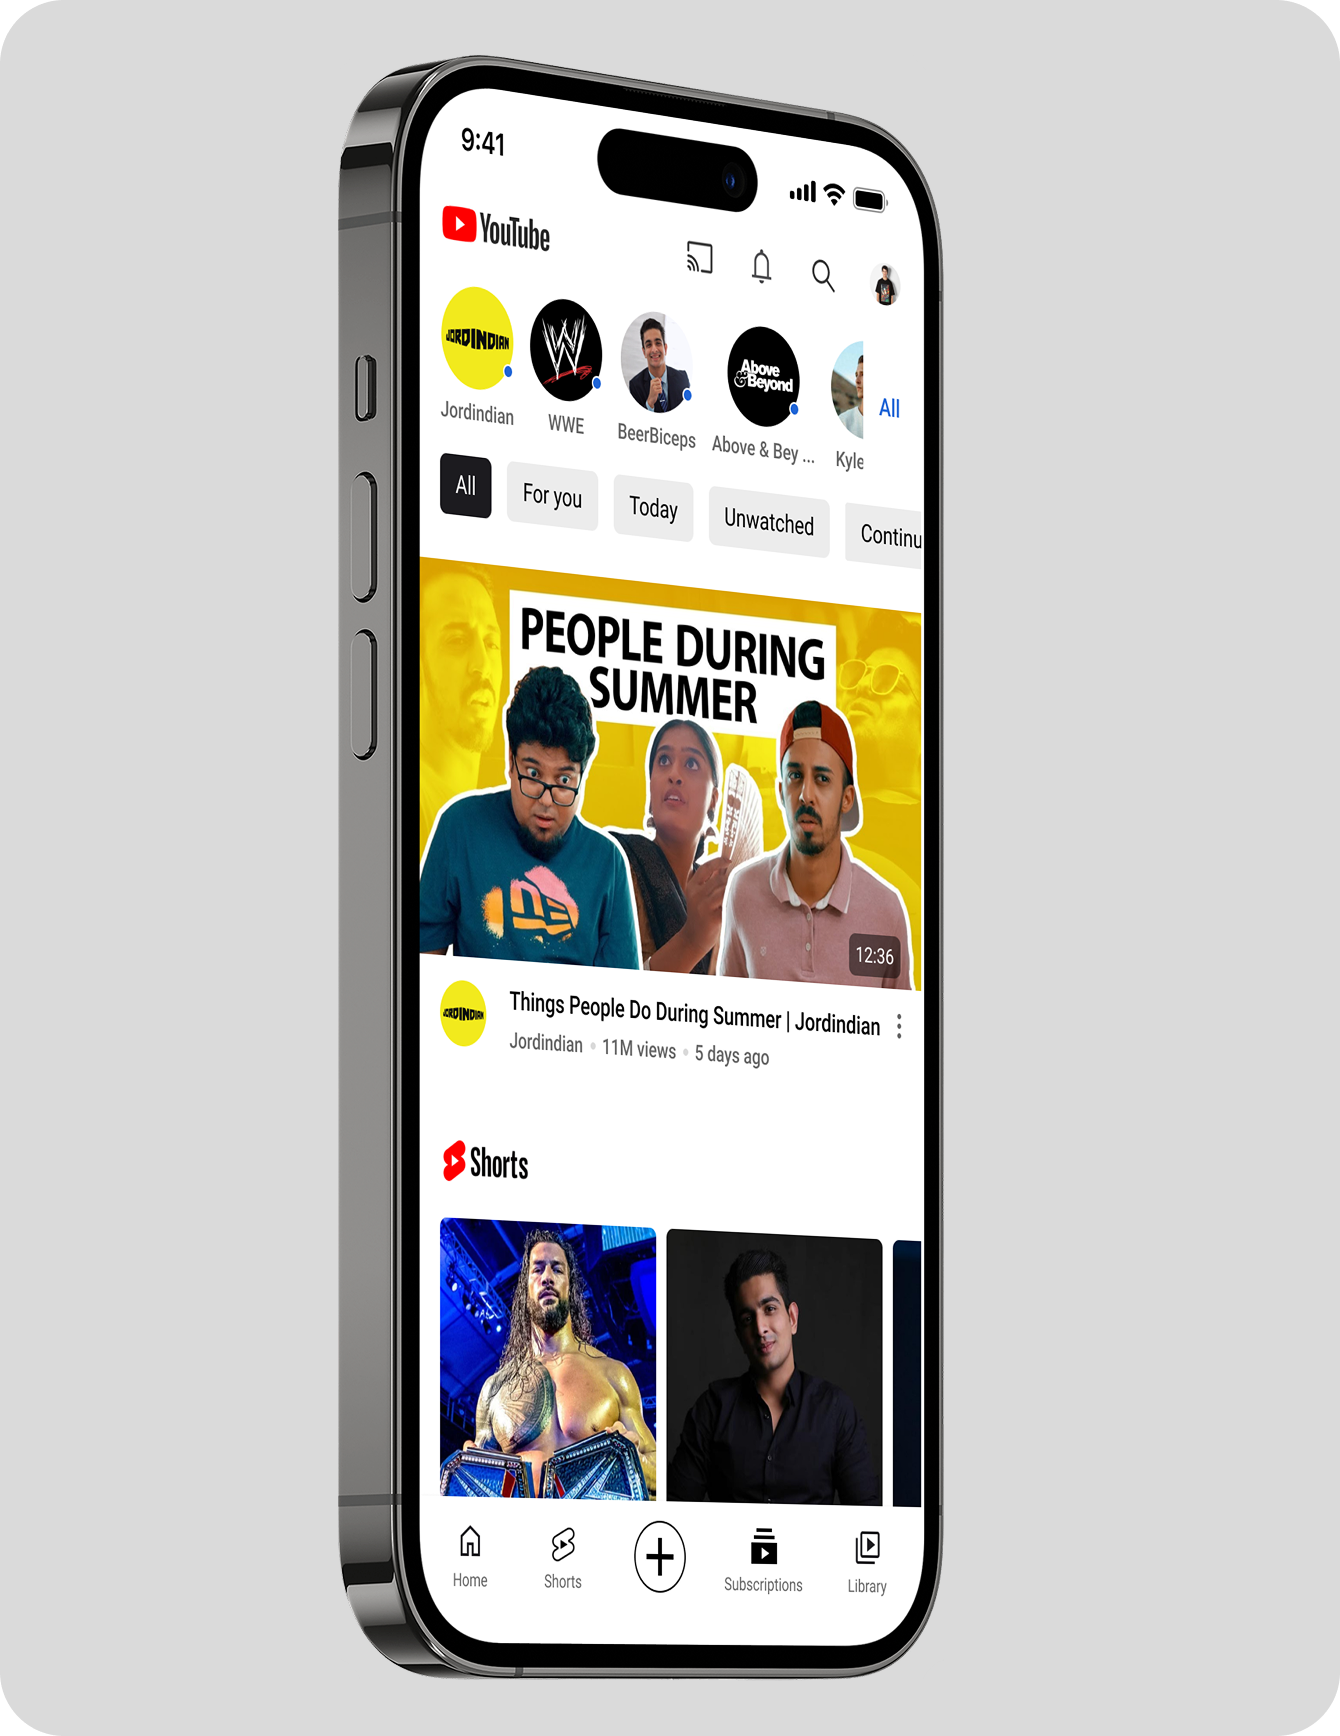 9:41
YouTube
JORDINDIAN
W
Above
& Beyond
All
Jordindian
WWE
BeerBiceps
Above & Bey ...
Kyle
All
For you
Today
Unwatched
Continu
PEOPLE DURING
SUMMER
12:36
JORDINDIAN
Things People Do During Summer | Jordindian
Jordindian • 11M views • 5 days ago
Shorts
Home
Shorts
Subscriptions
Library